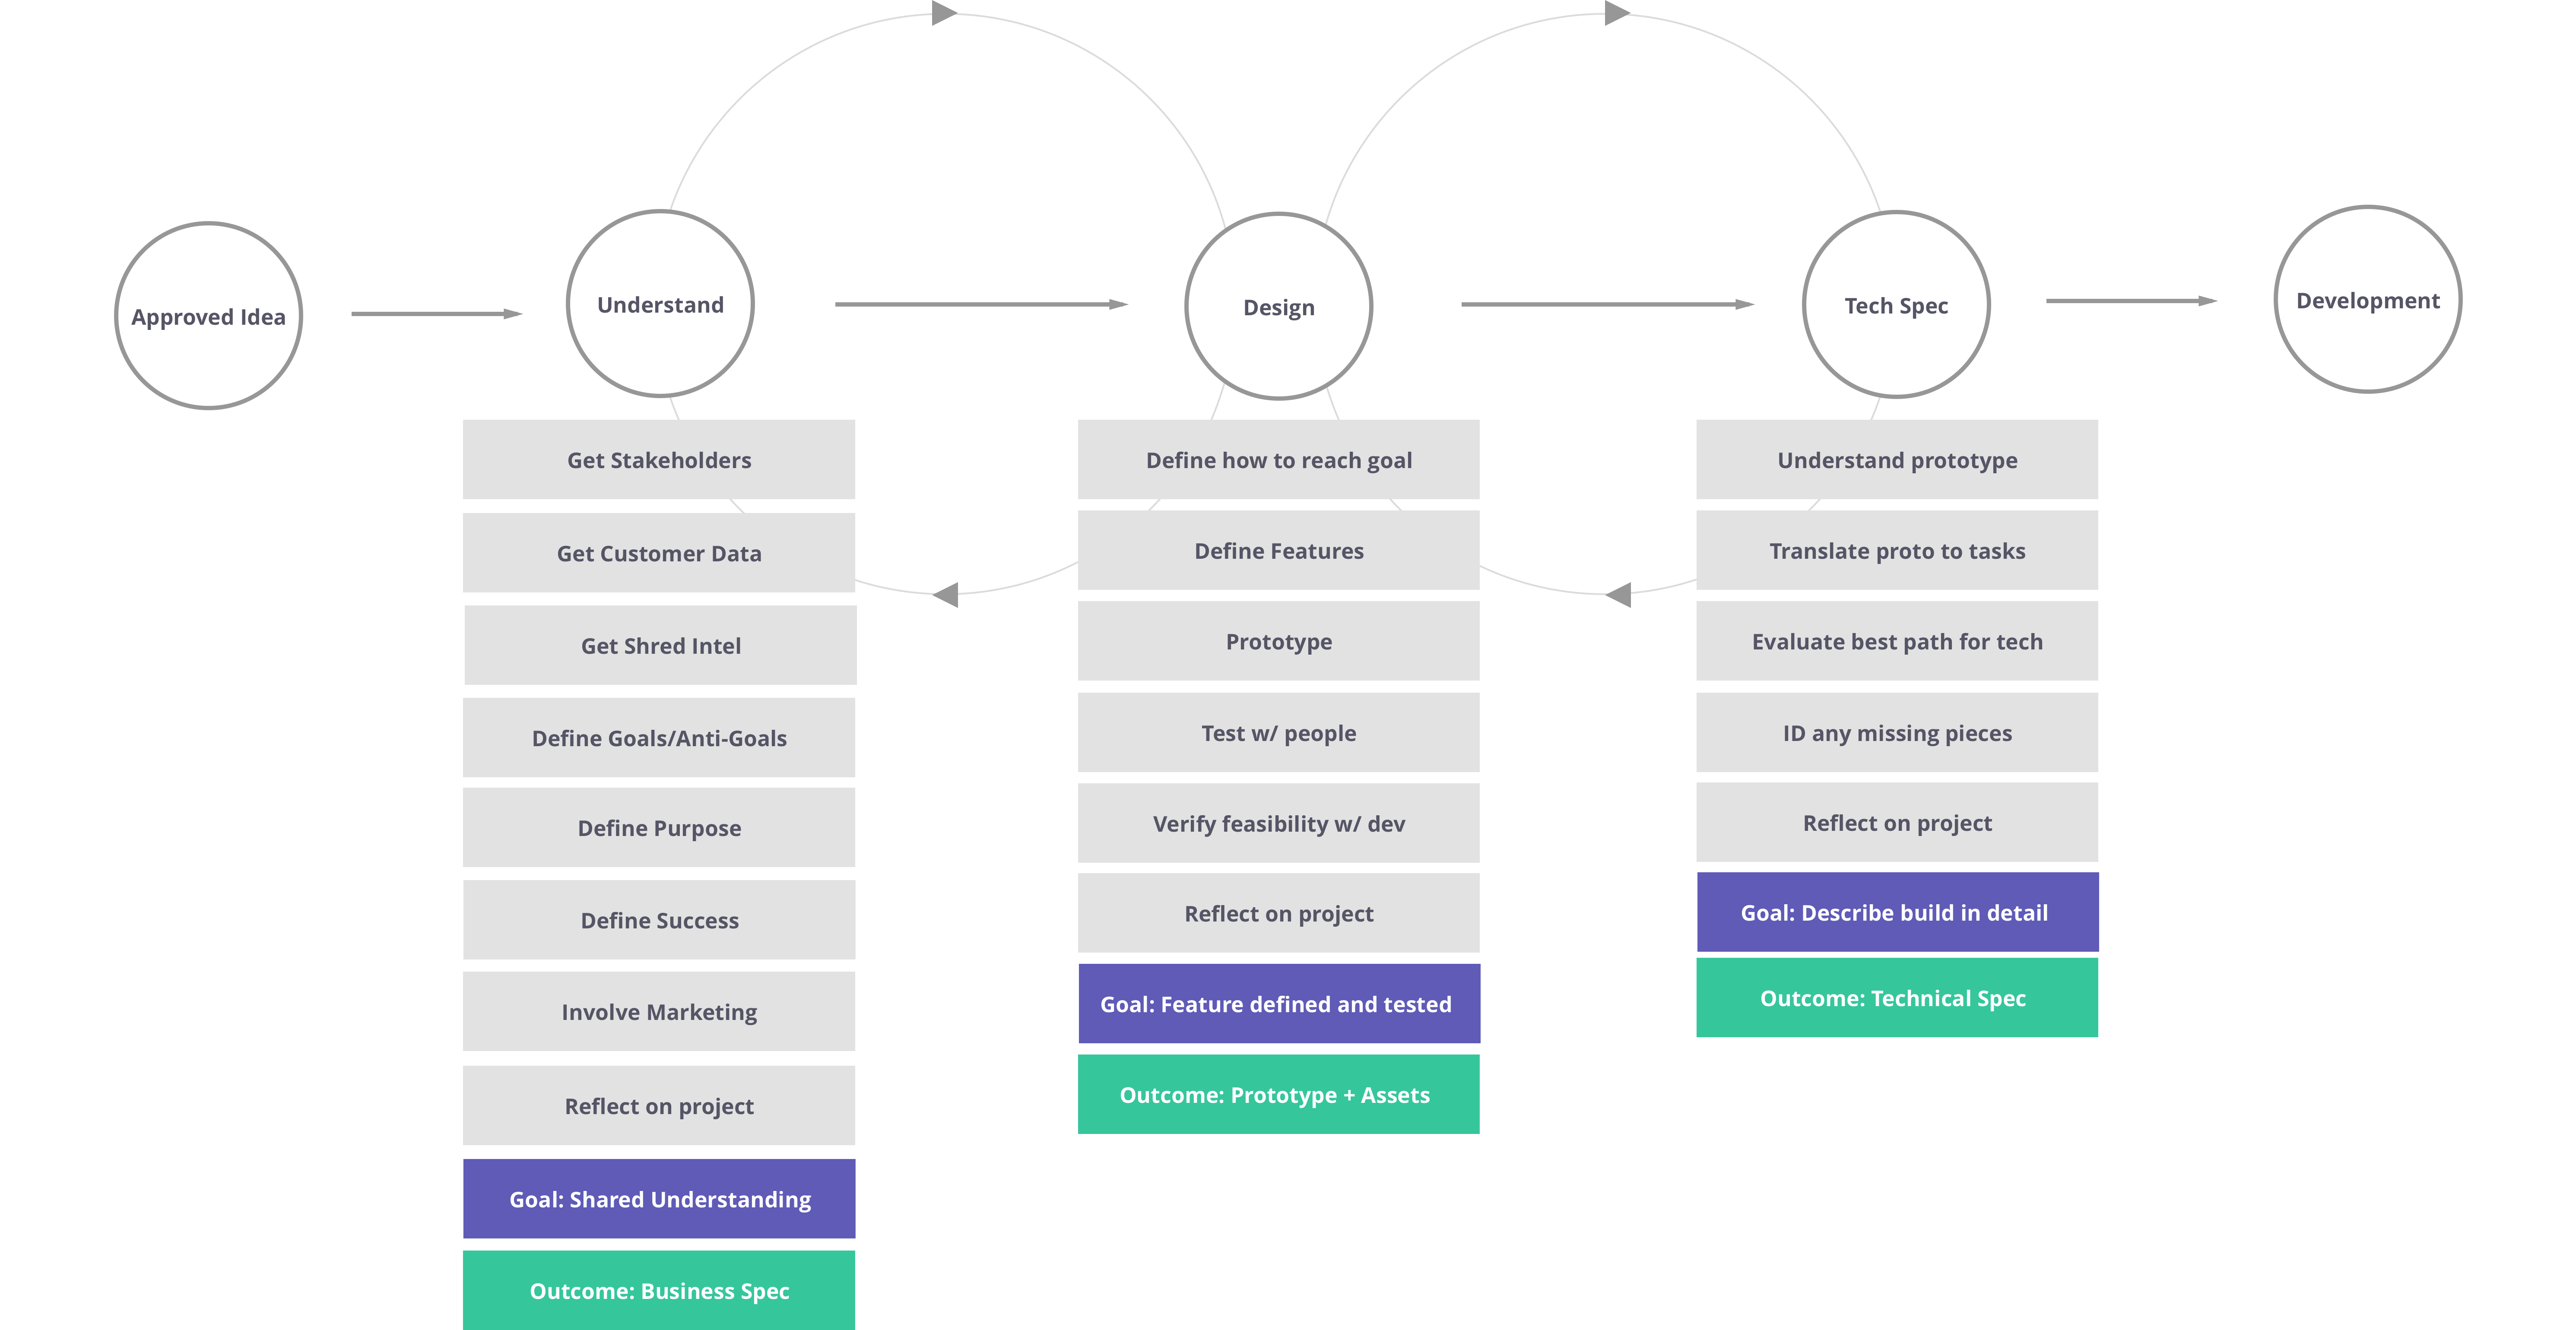 Approved Idea
Understand
Design
Tech Spec
Development
Get Stakeholders
Get Customer Data
Get Shred Intel
Define Goals/Anti-Goals
Define Purpose
Define Success
Involve Marketing
Reflect on project
Goal: Shared Understanding
Outcome: Business Spec
Define how to reach goal
Define Features
Prototype
Test w/ people
Verify feasibility w/ dev
Reflect on project
Goal: Feature defined and tested
Outcome: Prototype + Assets
Understand prototype
Translate proto to tasks
Evaluate best path for tech
ID any missing pieces
Reflect on project
Goal: Describe build in detail
Outcome: Technical Spec